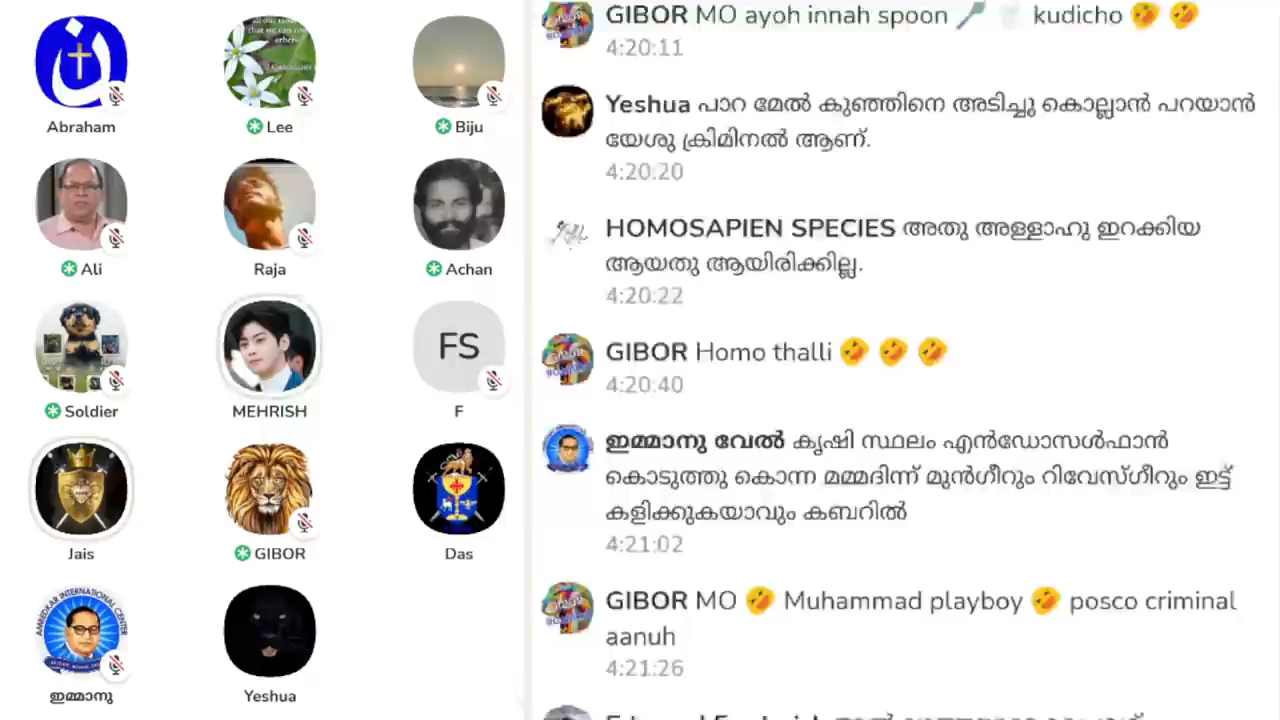 Abraham
Lee
Biju
Ali
Raja
Achan
Soldier
MEHRISH
FS
F
Jais
GIBOR
Das
AMBEDKAR INTERNATIONAL CENTER
ഇമ്മാനു
Yeshua
GIBOR MO ayoh innah spoon 🥄 🥛 kudicho 🤣 🤣
4:20:11
Yeshua പാറ മേൽ കുഞ്ഞിനെ അടിച്ചു കൊല്ലാൻ പറയാൻ
യേശു ക്രിമിനൽ ആണ്.
4:20:20
HOMOSAPIEN SPECIES അതു അള്ളാഹു ഇറക്കിയ
ആയതു ആയിരിക്കില്ല.
4:20:22
GIBOR Homo thalli 🤣 🤣 🤣
4:20:40
ഇമ്മാനു വേൽ കൃഷി സ്ഥലം എൻഡോസൾഫാൻ
കൊടുത്തു കൊന്ന മമ്മദിന്ന് മുൻഗീറും റിവേസ്ഗീറും ഇട്ട്
കളിക്കുകയാവും കബറിൽ
4:21:02
GIBOR MO 🤣 Muhammad playboy 🤣 posco criminal
aanuh
4:21:26